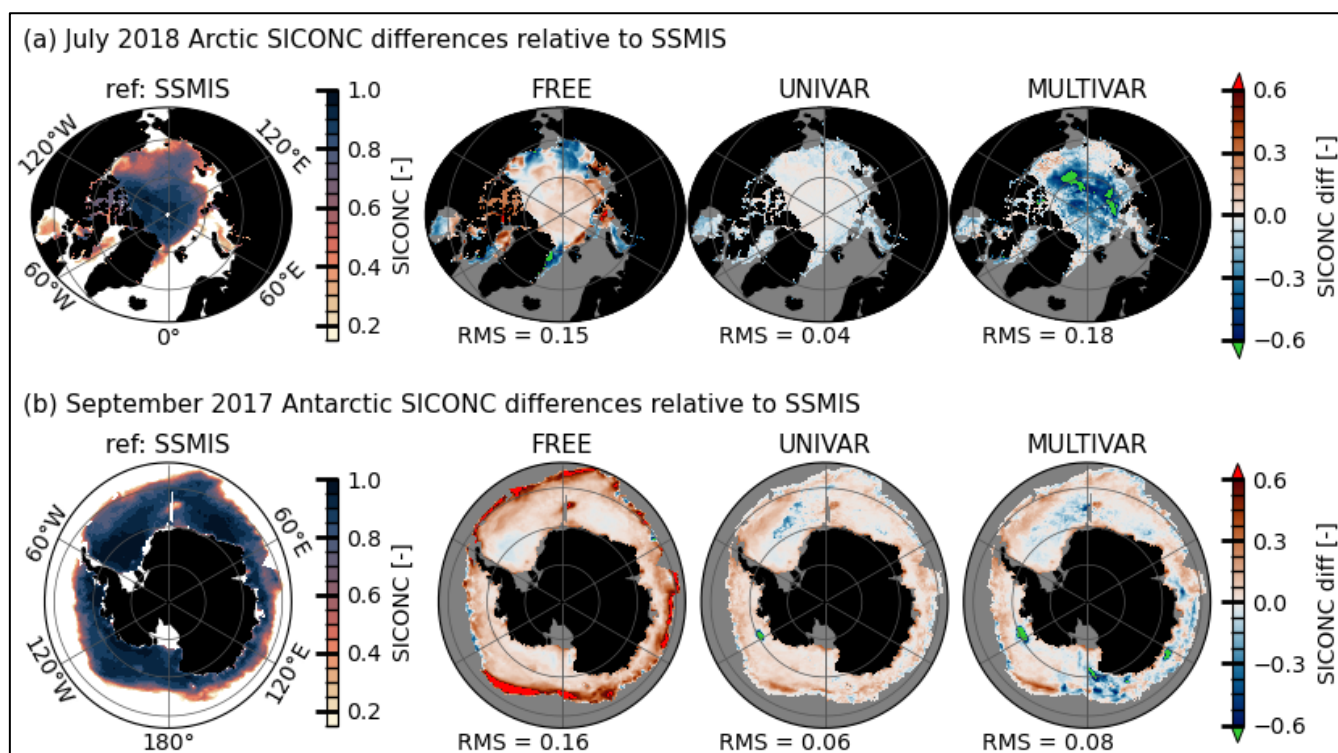 (a) July 2018 Arctic SICONC differences relative to SSMIS
ref: SSMIS
FREE
UNIVAR
MULTIVAR
120°W
120°E
60°W
60°E
0°
1.0
0.8
0.6
0.4
0.2
SICONC [-]
RMS = 0.15
RMS = 0.04
RMS = 0.18
0.6
0.3
0.0
−0.3
−0.6
SICONC diff [-]
(b) September 2017 Antarctic SICONC differences relative to SSMIS
ref: SSMIS
FREE
UNIVAR
MULTIVAR
60°W
60°E
120°W
120°E
180°
1.0
0.8
0.6
0.4
0.2
SICONC [-]
RMS = 0.16
RMS = 0.06
RMS = 0.08
0.6
0.3
0.0
−0.3
−0.6
SICONC diff [-]